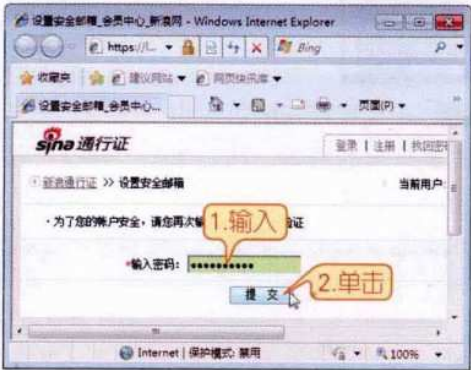 设置安全邮箱_会员中心_新浪网 - Windows Internet Explorer
https://l... Bing
收藏夹 建议网站 网页快讯库
设置安全邮箱_会员中心... 页面(P)
sina 通行证 登录 | 注册 | 找回密
新浪通行证 >> 设置安全邮箱 当前用户:
· 为了您的帐户安全,请您再次输 证
1.输入
*输入密码: ●●●●●●●●●●
提 交
2.单击
Internet | 保护模式: 禁用 100%